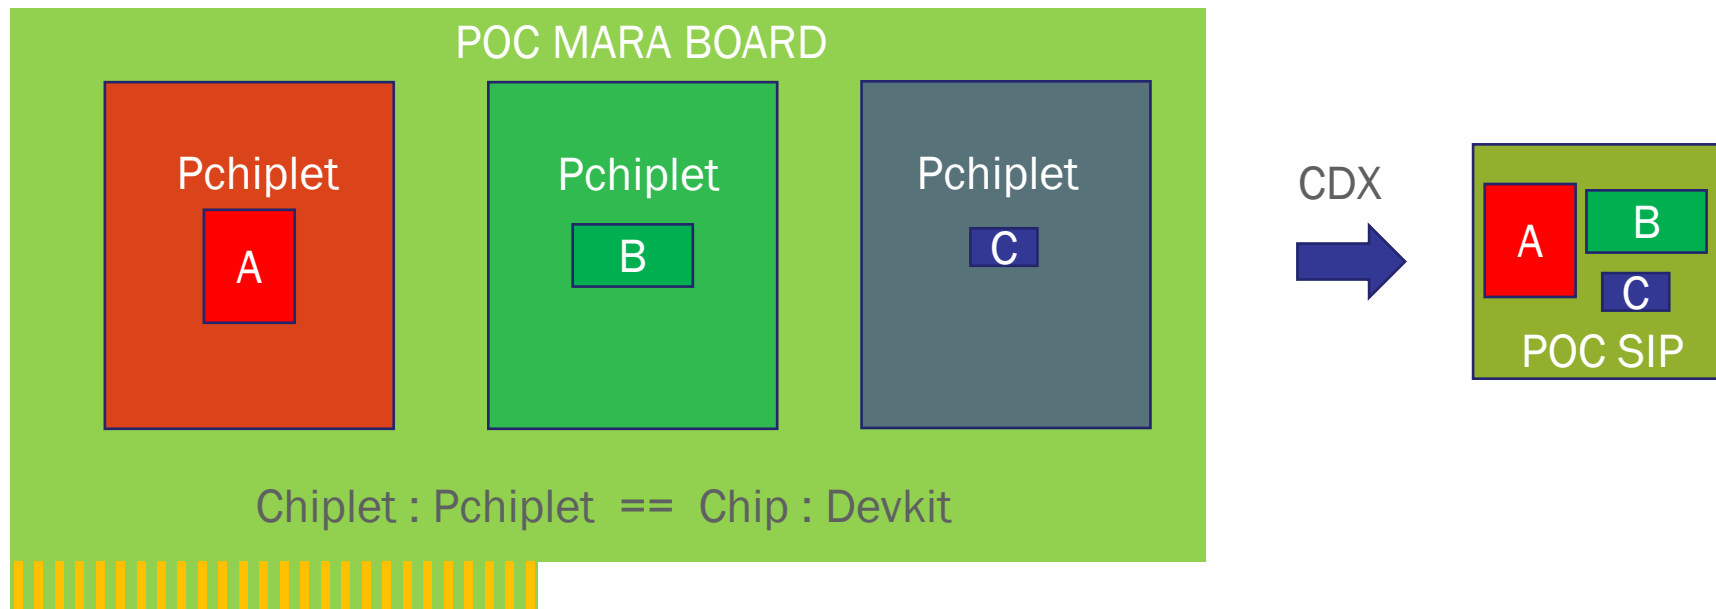 POC MARA BOARD
Pchiplet
A
Pchiplet
B
Pchiplet
C
Chiplet : Pchiplet == Chip : Devkit
CDX
A
B
C
POC SIP